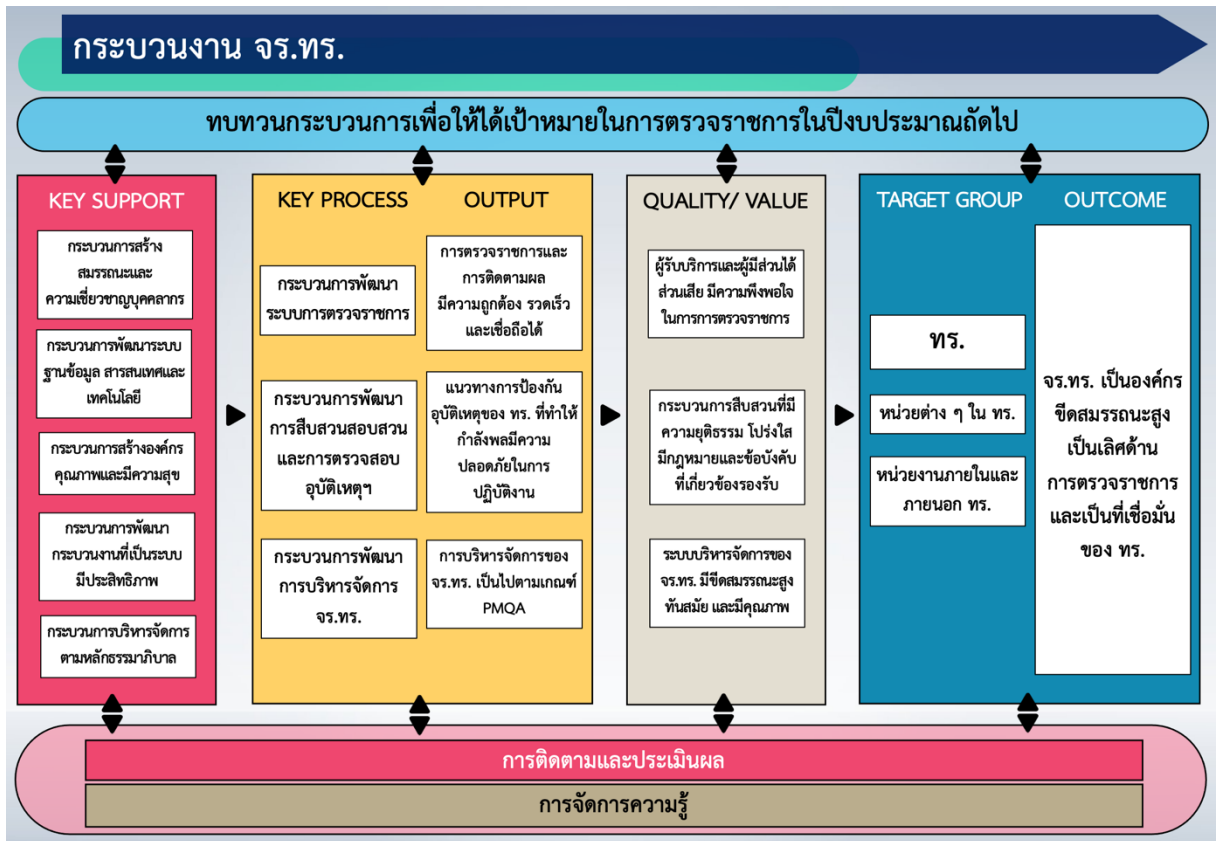 กระบวนงาน จร.ทร.
ทบทวนกระบวนการเพื่อให้ได้เป้าหมายในการตรวจราชการในปีงบประมาณถัดไป
KEY SUPPORT
กระบวนการสร้าง
สมรรถนะและ
ความเชี่ยวชาญบุคคลากร
กระบวนการพัฒนาระบบ
ฐานข้อมูล สารสนเทศและ
เทคโนโลยี
กระบวนการสร้างองค์กร
คุณภาพและมีความสุข
กระบวนการพัฒนา
กระบวนงานที่เป็นระบบ
มีประสิทธิภาพ
กระบวนการบริหารจัดการ
ตามหลักธรรมาภิบาล
KEY PROCESS
กระบวนการพัฒนา
ระบบการตรวจราชการ
กระบวนการพัฒนา
การสืบสวนสอบสวน
และการตรวจสอบ
อุบัติเหตุฯ
กระบวนการพัฒนา
การบริหารจัดการ
จร.ทร.
OUTPUT
การตรวจราชการและ
การติดตามผล
มีความถูกต้อง รวดเร็ว
และเชื่อถือได้
แนวทางการป้องกัน
อุบัติเหตุของ ทร. ที่ทำให้
กำลังพลมีความ
ปลอดภัยในการ
ปฏิบัติงาน
การบริหารจัดการของ
จร.ทร. เป็นไปตามเกณฑ์
PMQA
QUALITY/ VALUE
ผู้รับบริการและผู้มีส่วนได้
ส่วนเสีย มีความพึงพอใจ
ในการการตรวจราชการ
กระบวนการสืบสวนที่มี
ความยุติธรรม โปร่งใส
มีกฎหมายและข้อบังคับ
ที่เกี่ยวข้องรองรับ
ระบบบริหารจัดการของ
จร.ทร. มีขีดสมรรถนะสูง
ทันสมัย และมีคุณภาพ
TARGET GROUP
ทร.
หน่วยต่าง ๆ ใน ทร.
หน่วยงานภายในและ
ภายนอก ทร.
OUTCOME
จร.ทร. เป็นองค์กร
ขีดสมรรถนะสูง
เป็นเลิศด้าน
การตรวจราชการ
และเป็นที่เชื่อมั่น
ของ ทร.
การติดตามและประเมินผล
การจัดการความรู้